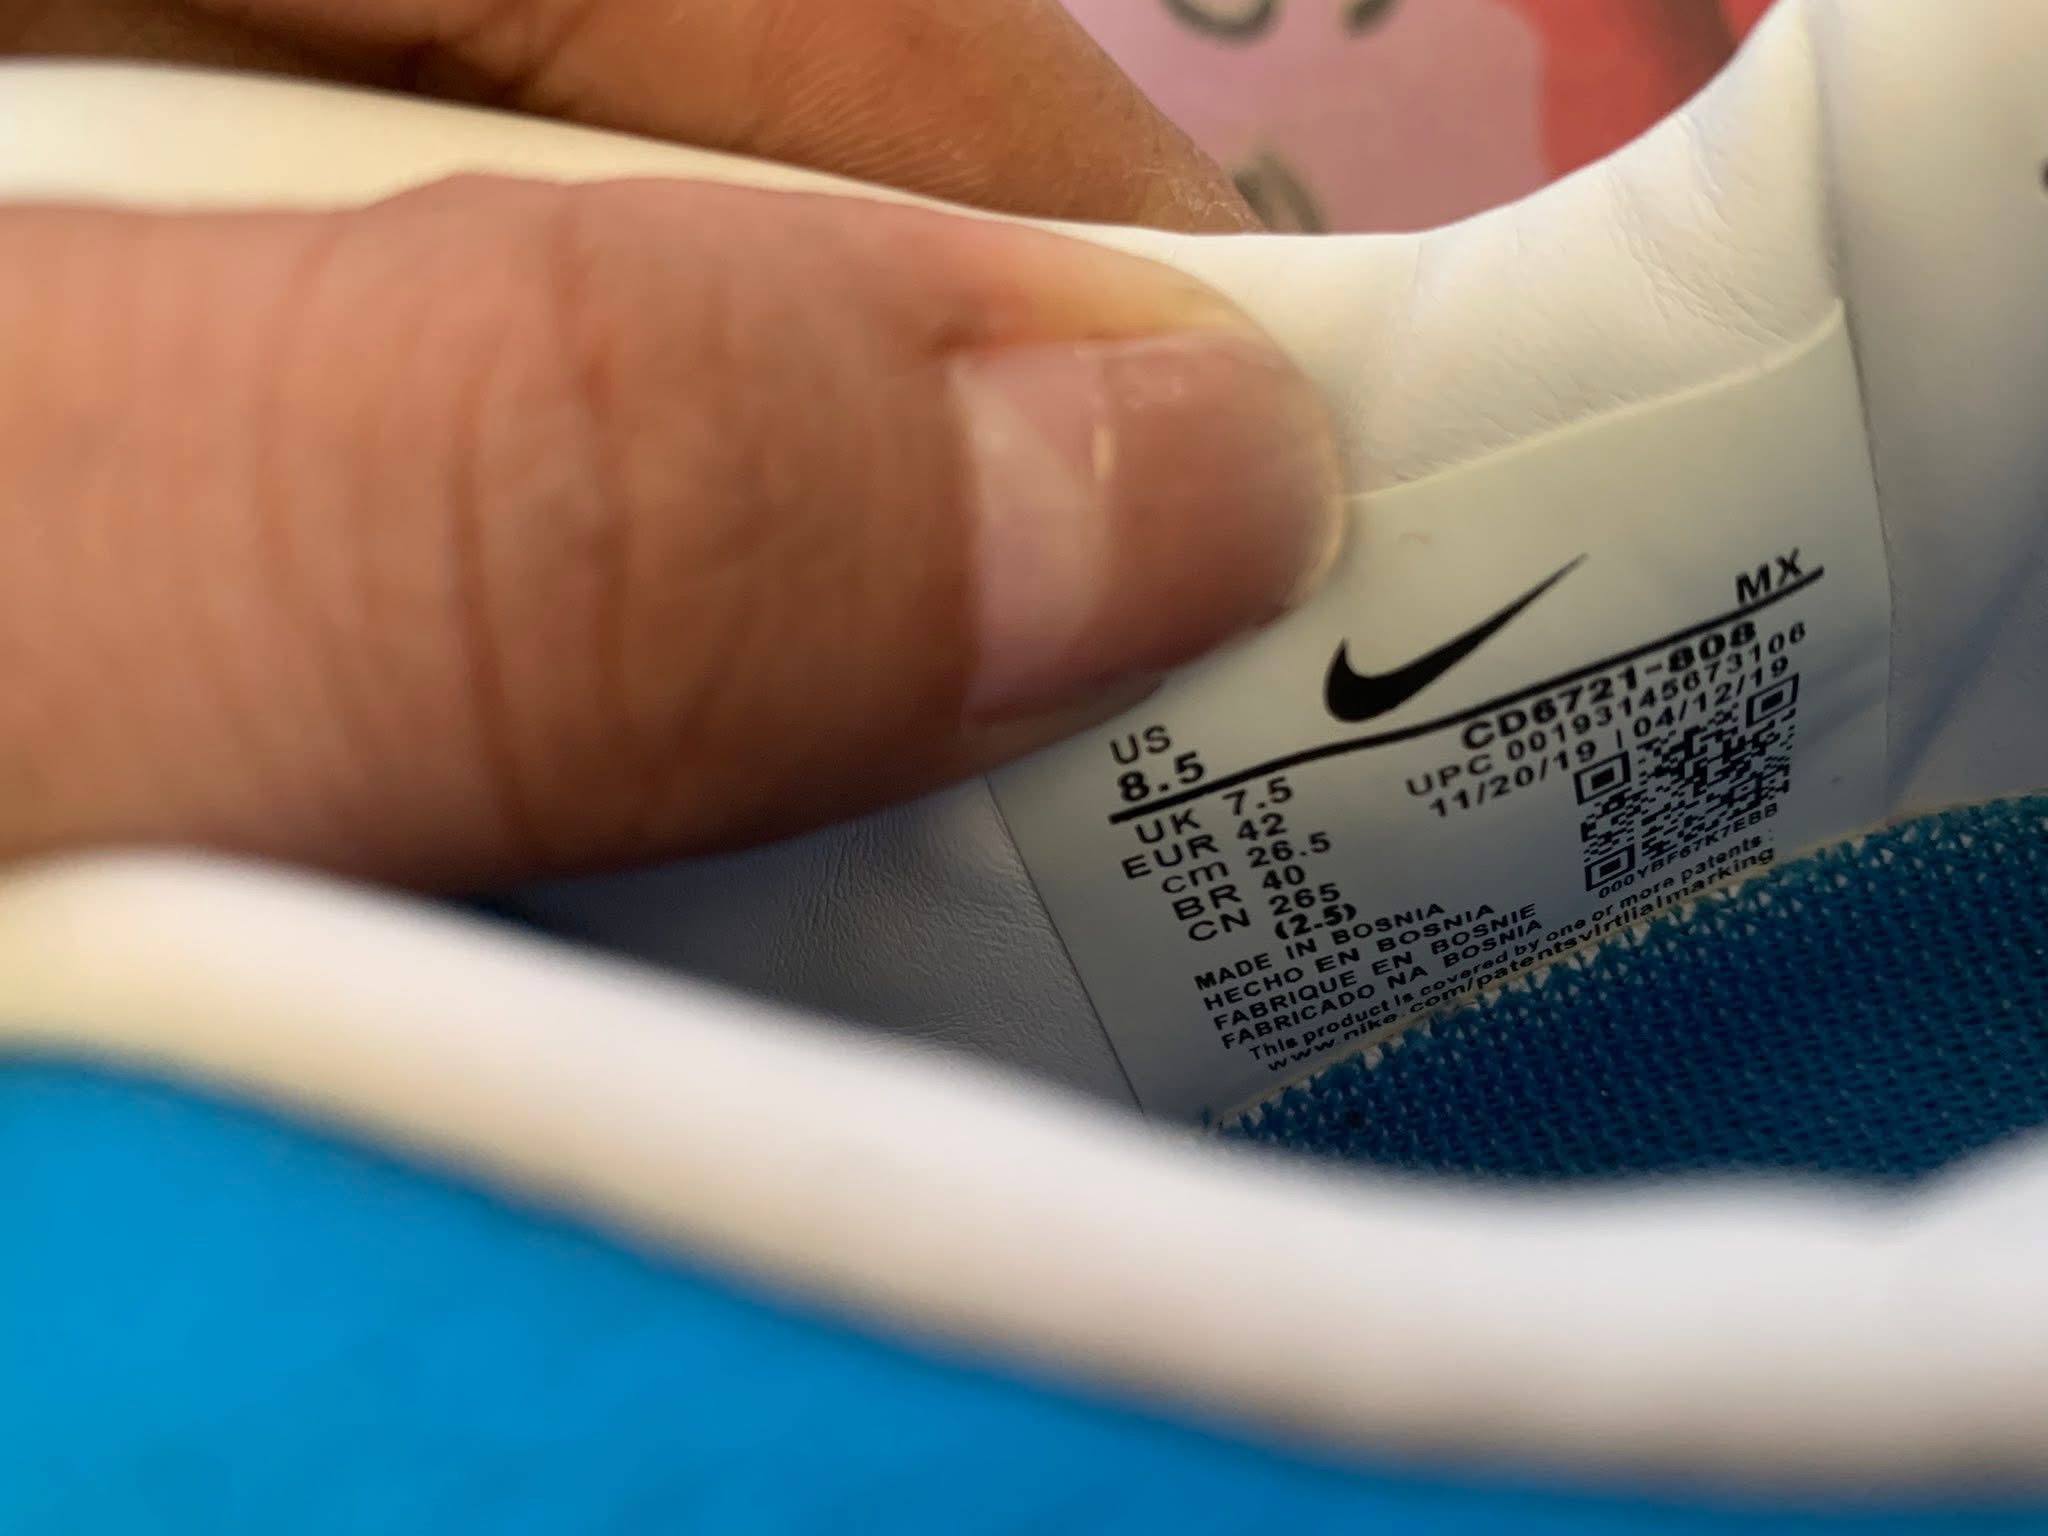 MX
US
8.5
CD6721-808
UPC 00193145673106
11/20/19 | 04/12/19
UK 7.5
EUR 42
cm 26.5
BR 40
CN 265
(2.5)
000YBF67K7EBB
MADE IN BOSNIA
HECHO EN BOSNIA
FABRIQUE EN BOSNIE
FABRICADO NA BOSNIA
This product is covered by one or more patents:
www.nike.com/patentsvirtlialmarking